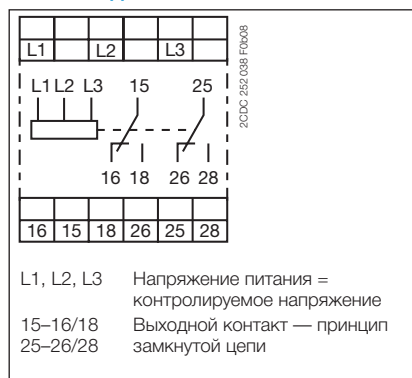 L1 L2 L3
2CDC 252 038 F0b08
L1 L2 L3 15 25
16 18 26 28
16 15 18 26 25 28
L1, L2, L3 Напряжение питания =
контролируемое напряжение
15–16/18 Выходной контакт — принцип
25–26/28 замкнутой цепи